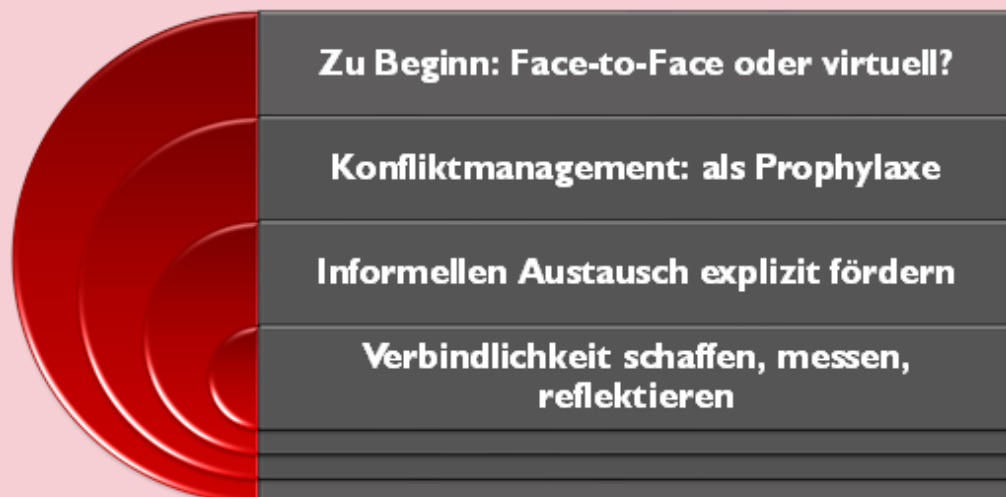 Zu Beginn: Face-to-Face oder virtuell?
Konfliktmanagement: als Prophylaxe
Informellen Austausch explizit fördern
Verbindlichkeit schaffen, messen,
reflektieren